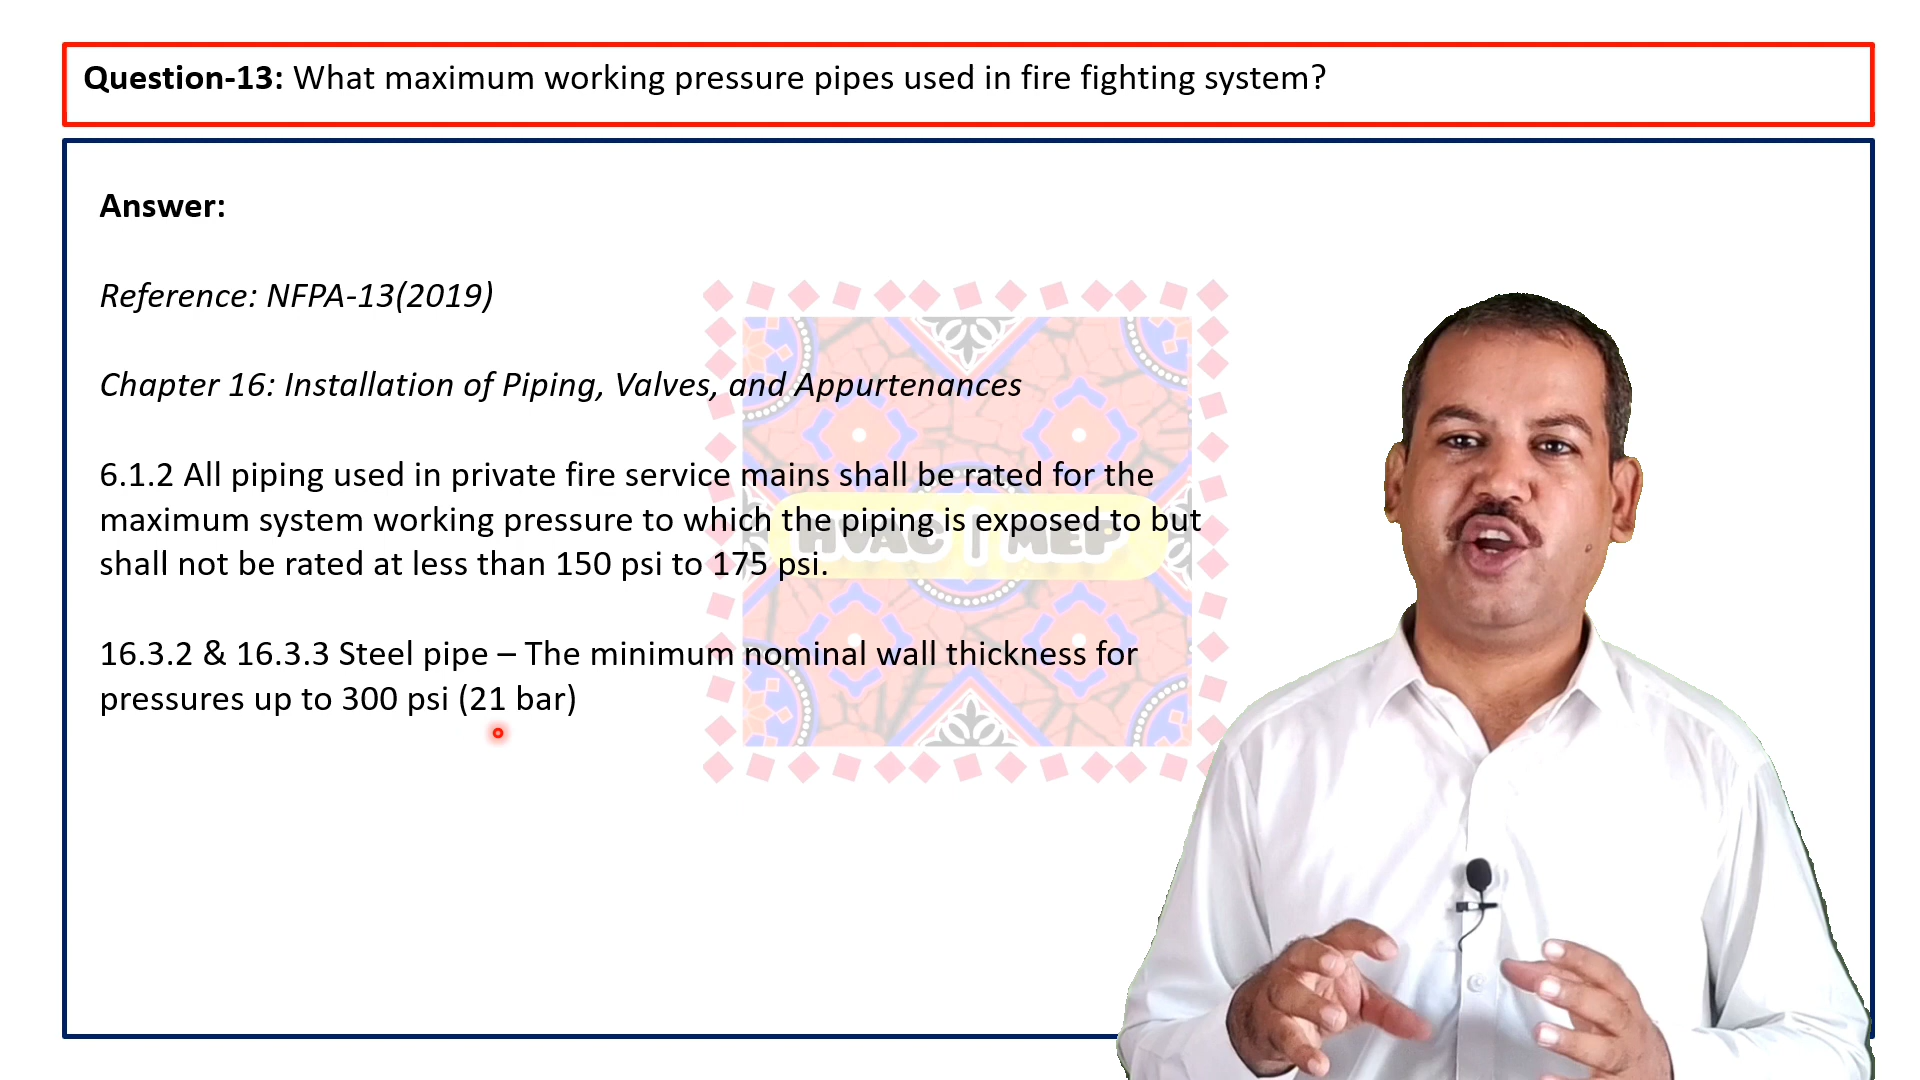 Question-13: What maximum working pressure pipes used in fire fighting system?
Answer:
Reference: NFPA-13(2019)
Chapter 16: Installation of Piping, Valves, and Appurtenances
6.1.2 All piping used in private fire service mains shall be rated for the
maximum system working pressure to which the piping is exposed to but
shall not be rated at less than 150 psi to 175 psi.
HVAC | MEP
16.3.2 & 16.3.3 Steel pipe – The minimum nominal wall thickness for
pressures up to 300 psi (21 bar)